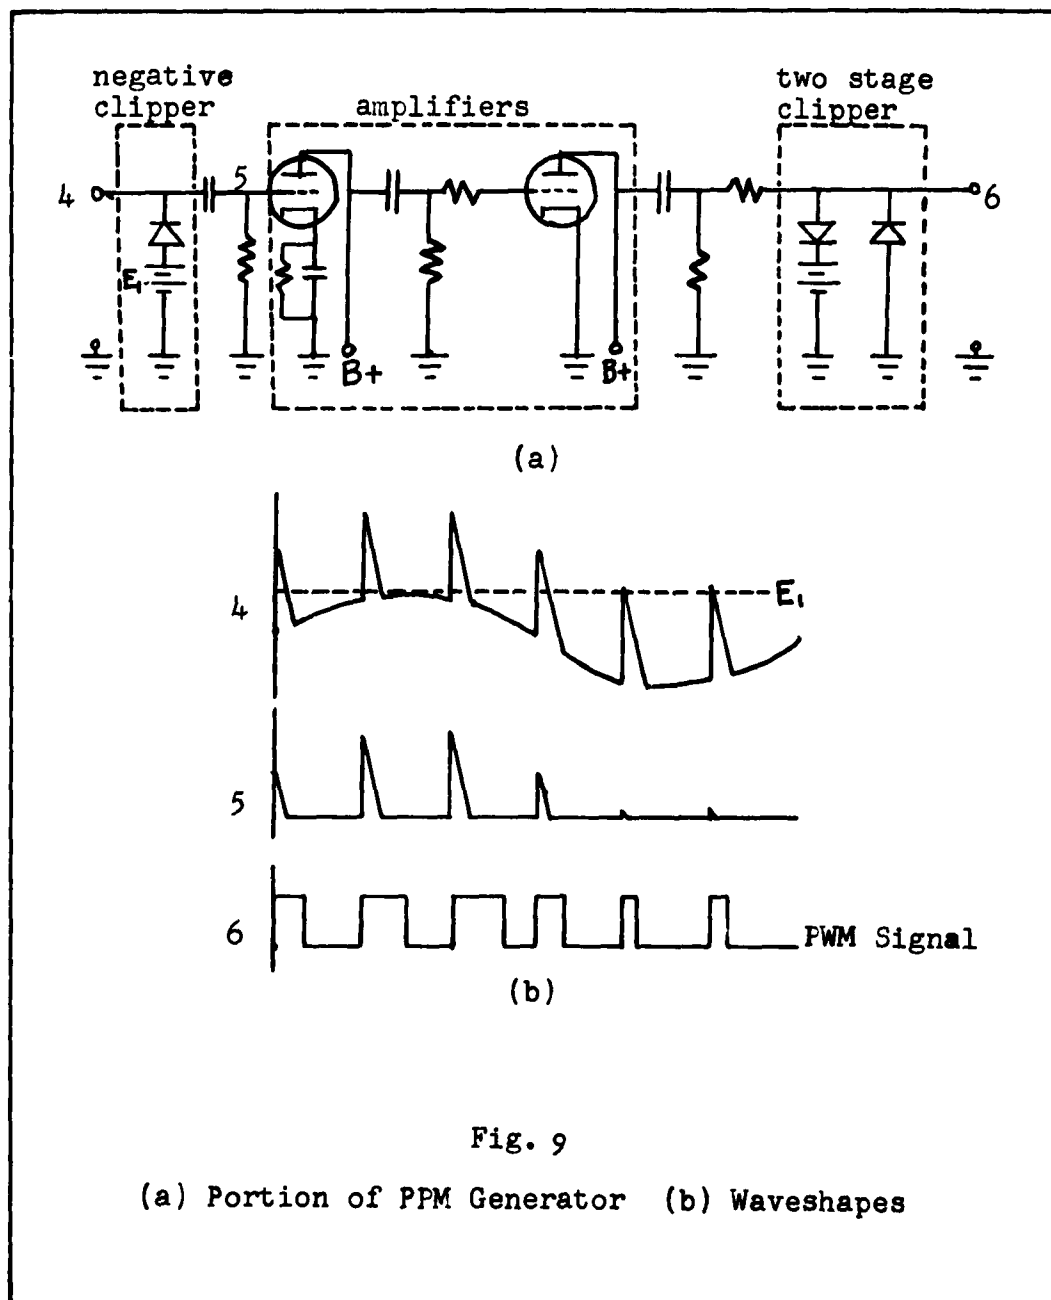 negative
clipper
amplifiers
two stage
clipper
4
5
6
E₁
B+
B+
(a)
4
E₁
5
6
PWM Signal
(b)
Fig. 9
(a) Portion of PPM Generator (b) Waveshapes